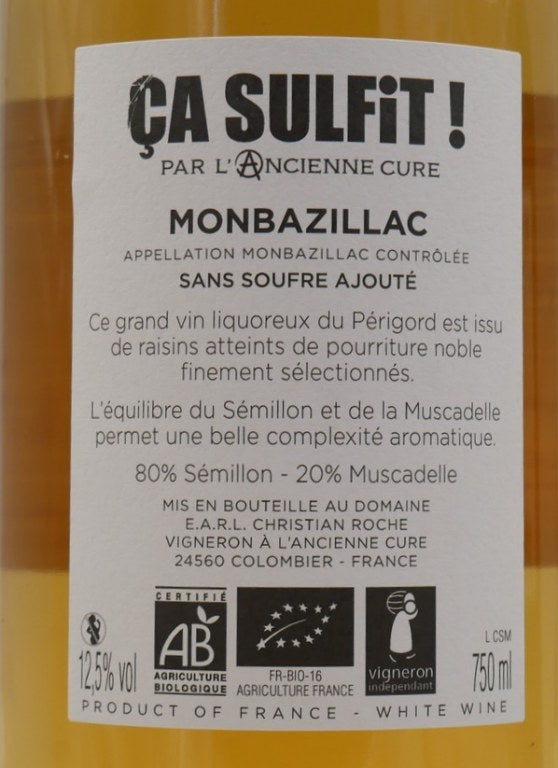 ÇA SULFiT !
PAR L'ANCIENNE CURE
MONBAZILLAC
APPELLATION MONBAZILLAC CONTRÔLÉE
SANS SOUFRE AJOUTÉ
Ce grand vin liquoreux du Périgord est issu
de raisins atteints de pourriture noble
finement sélectionnés.
L'équilibre du Sémillon et de la Muscadelle
permet une belle complexité aromatique.
80% Sémillon - 20% Muscadelle
MIS EN BOUTEILLE AU DOMAINE
E.A.R.L. CHRISTIAN ROCHE
VIGNERON À L'ANCIENNE CURE
24560 COLOMBIER - FRANCE
CERTIFIÉ
AB
AGRICULTURE
BIOLOGIQUE
FR-BIO-16
AGRICULTURE FRANCE
vigneron
indépendant
L CSM
12,5% vol
750 ml
PRODUCT OF FRANCE - WHITE WINE